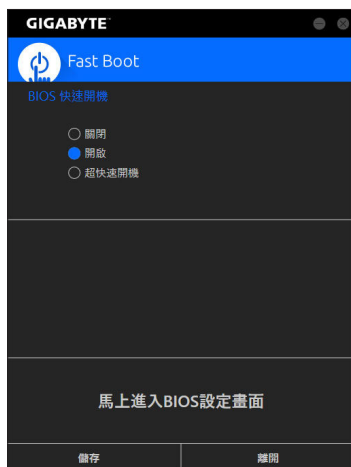 GIGABYTE
Fast Boot
BIOS 快速開機
關閉
開啟
超快速開機
馬上進入BIOS設定畫面
儲存
離開